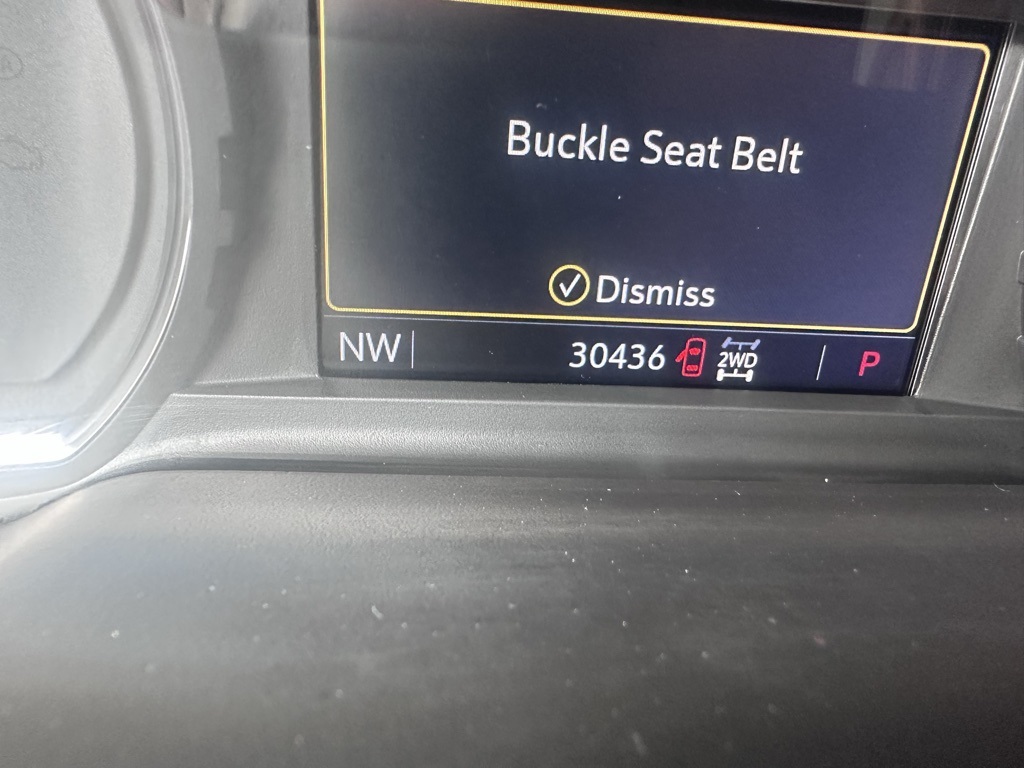 Buckle Seat Belt
Dismiss
NW 30436 2WD P